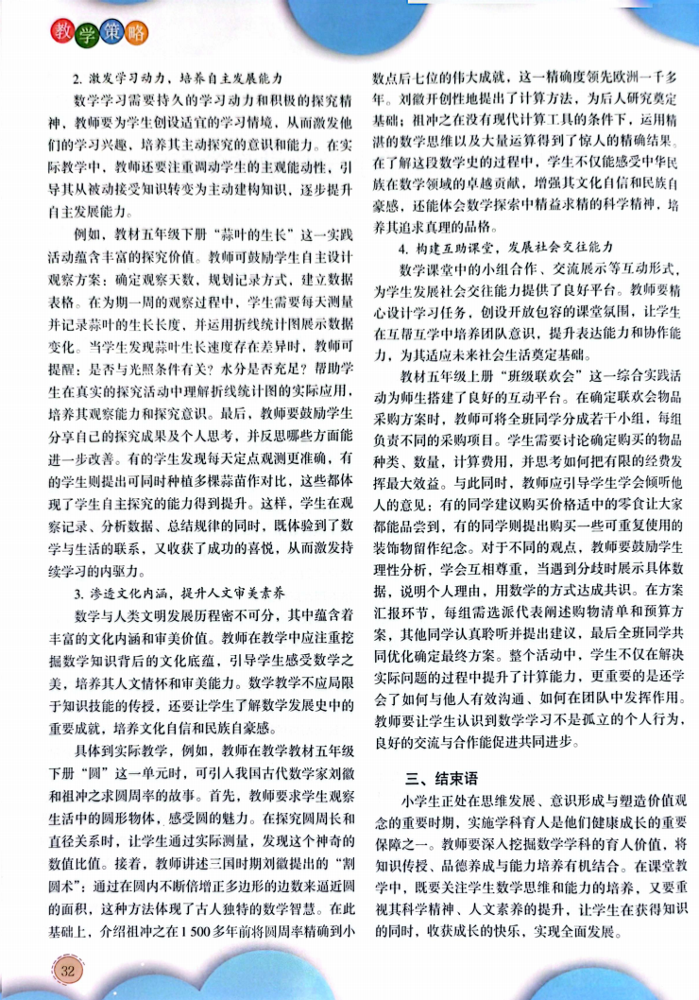 教学策略
2. 激发学习动力，培养自主发展能力
数学学习需要持久的学习动力和积极的探究精
神，教师要为学生创设适宜的学习情境，从而激发他
们的学习兴趣，培养其主动探究的意识和能力。在实
际教学中，教师还要注重调动学生的主观能动性，引
导其从被动接受知识转变为主动建构知识，逐步提升
自主发展能力。
例如，教材五年级下册“蒜叶的生长”这一实践
活动蕴含丰富的探究价值。教师可鼓励学生自主设计
观察方案：确定观察天数，规划记录方式，建立数据
表格。在为期一周的观察过程中，学生需要每天测量
并记录蒜叶的生长长度，并运用折线统计图展示数据
变化。当学生发现蒜叶生长速度存在差异时，教师可
提醒：是否与光照条件有关？水分是否充足？帮助学
生在真实的探究活动中理解折线统计图的实际应用，
培养其观察能力和探究意识。最后，教师要鼓励学生
分享自己的探究成果及个人思考，并反思哪些方面能
进一步改善。有的学生发现每天定点观测更准确，有
的学生则提出可同时种植多棵蒜苗作对比，这些都体
现了学生自主探究的能力得到提升。这样，学生在观
察记录、分析数据、总结规律的同时，既体验到了数
学与生活的联系，又收获了成功的喜悦，从而激发持
续学习的内驱力。
3. 渗透文化内涵，提升人文审美素养
数学与人类文明发展历程密不可分，其中蕴含着
丰富的文化内涵和审美价值。教师在教学中应注重挖
掘数学知识背后的文化底蕴，引导学生感受数学之
美，培养其人文情怀和审美能力。数学教学不应局限
于知识技能的传授，还要让学生了解数学发展史中的
重要成就，培养文化自信和民族自豪感。
具体到实际教学，例如，教师在教学教材五年级
下册“圆”这一单元时，可引入我国古代数学家刘徽
和祖冲之求圆周率的故事。首先，教师要求学生观察
生活中的圆形物体，感受圆的魅力。在探究圆周长和
直径关系时，让学生通过实际测量，发现这个神奇的
数值比值。接着，教师讲述三国时期刘徽提出的“割
圆术”：通过在圆内不断倍增正多边形的边数来逼近圆
的面积，这种方法体现了古人独特的数学智慧。在此
基础上，介绍祖冲之在1 500多年前将圆周率精确到小
数点后七位的伟大成就，这一精确度领先欧洲一千多
年。刘徽开创性地提出了计算方法，为后人研究奠定
基础；祖冲之在没有现代计算工具的条件下，运用精
湛的数学思维以及大量运算得到了惊人的精确结果。
在了解这段数学史的过程中，学生不仅能感受中华民
族在数学领域的卓越贡献，增强其文化自信和民族自
豪感，还能体会数学探索中精益求精的科学精神，培
养其追求真理的品格。
4. 构建互助课堂，发展社会交往能力
数学课堂中的小组合作、交流展示等互动形式，
为学生发展社会交往能力提供了良好平台。教师要精
心设计学习任务，创设开放包容的课堂氛围，让学生
在互帮互学中培养团队意识，提升表达能力和协作能
力，为其适应未来社会生活奠定基础。
教材五年级上册“班级联欢会”这一综合实践活
动为师生搭建了良好的互动平台。在确定联欢会物品
采购方案时，教师可将全班同学分成若干小组，每组
负责不同的采购项目。学生需要讨论确定购买的物品
种类、数量，计算费用，并思考如何把有限的经费发
挥最大效益。与此同时，教师应引导学生学会倾听他
人的意见：有的同学建议购买价格适中的零食让大家
都能品尝到，有的同学则提出购买一些可重复使用的
装饰物留作纪念。对于不同的观点，教师要鼓励学生
理性分析，学会互相尊重，当遇到分歧时展示具体数
据，说明个人理由，用数学的方式达成共识。在方案
汇报环节，每组需选派代表阐述购物清单和预算方
案，其他同学认真聆听并提出建议，最后全班同学共
同优化确定最终方案。整个活动中，学生不仅在解决
实际问题的过程中提升了计算能力，更重要的是还学
会了如何与他人有效沟通、如何在团队中发挥作用。
教师要让学生认识到数学学习不是孤立的个人行为，
良好的交流与合作能促进共同进步。
三、结束语
小学生正处在思维发展、意识形成与塑造价值观
念的重要时期，实施学科育人是他们健康成长的重要
保障之一。教师要深入挖掘数学学科的育人价值，将
知识传授、品德养成与能力培养有机结合。在课堂教
学中，既要关注学生数学思维和能力的培养，又要重
视其科学精神、人文素养的提升，让学生在获得知识
的同时，收获成长的快乐，实现全面发展。
32